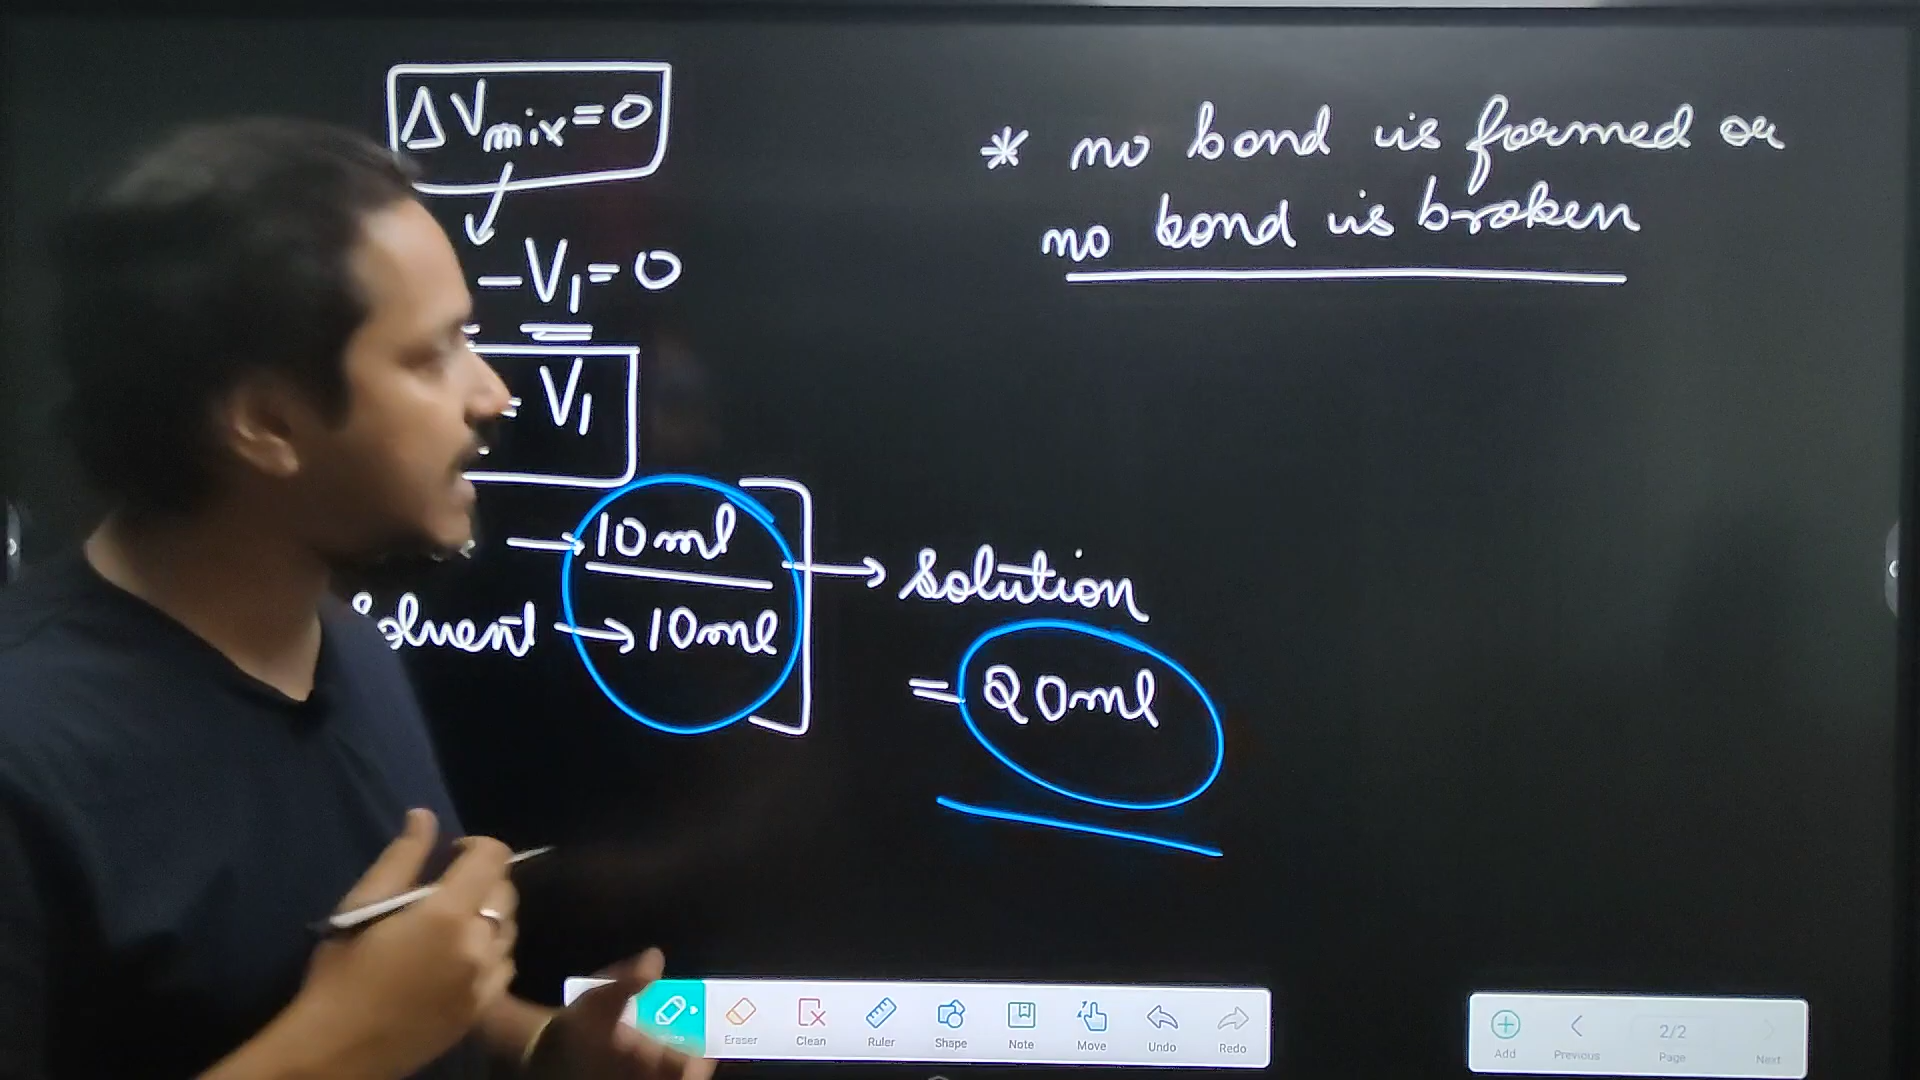 ΔVmix=0
-V1=0
V1
→ 10ml
Solvent → 10ml
→ Solution
= 20ml
* no bond is formed or
no bond is broken
Eraser
Clean
Ruler
Shape
Note
Move
Undo
Redo
Add
Previous
2/2
Page
Next